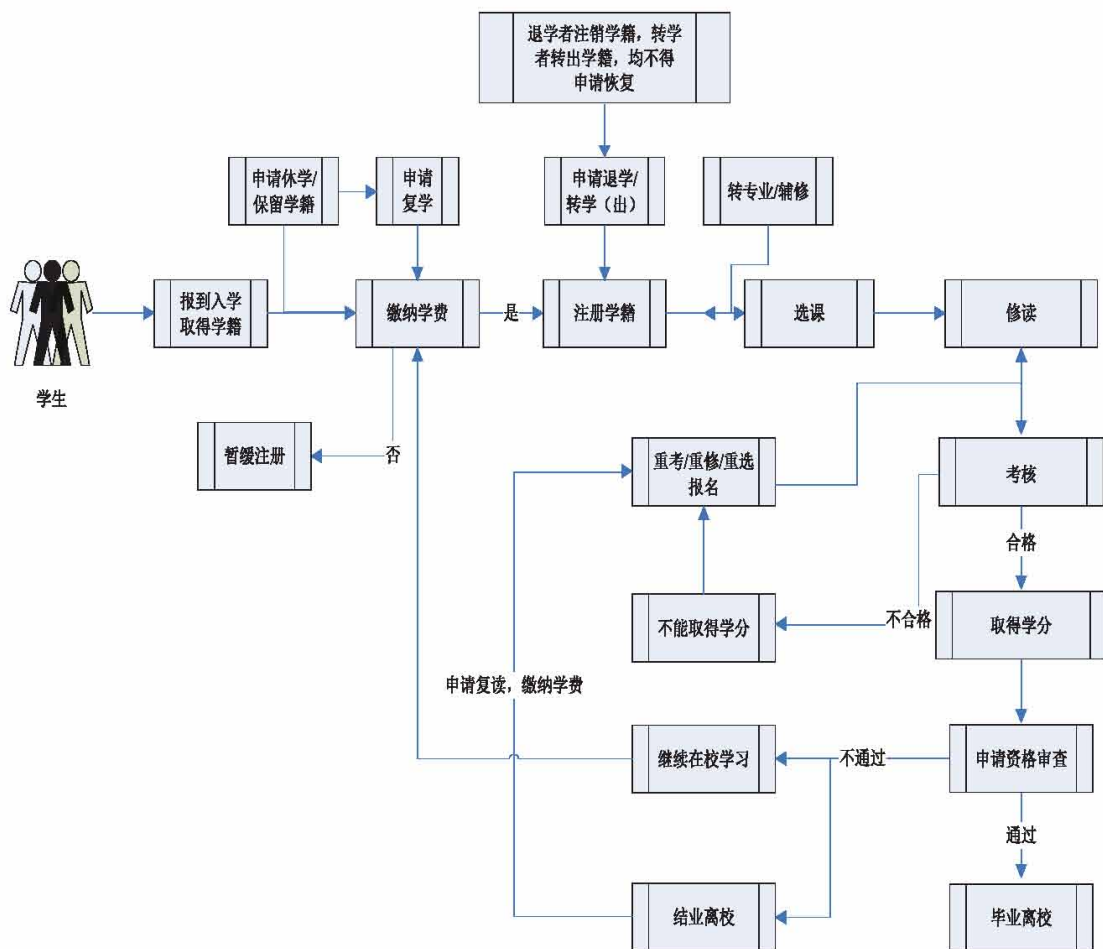 退学者注销学籍，转学
者转出学籍，均不得
申请恢复
申请休学/
保留学籍
申请
复学
申请退学/
转学（出）
转专业/辅修
学生
报到入学
取得学籍
缴纳学费
是
注册学籍
选课
修读
暂缓注册
否
重考/重修/重选
报名
考核
合格
不能取得学分
不合格
取得学分
申请复读，缴纳学费
继续在校学习
不通过
申请资格审查
通过
结业离校
毕业离校